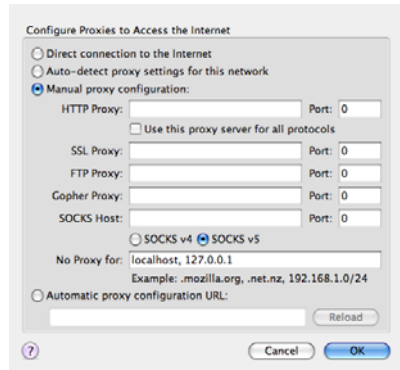 Configure Proxies to Access the Internet
Direct connection to the Internet
Auto-detect proxy settings for this network
Manual proxy configuration:
HTTP Proxy: Port: 0
Use this proxy server for all protocols
SSL Proxy: Port: 0
FTP Proxy: Port: 0
Gopher Proxy: Port: 0
SOCKS Host: Port: 0
SOCKS v4 SOCKS v5
No Proxy for: localhost, 127.0.0.1
Example: .mozilla.org, .net.nz, 192.168.1.0/24
Automatic proxy configuration URL:
Reload
? Cancel OK